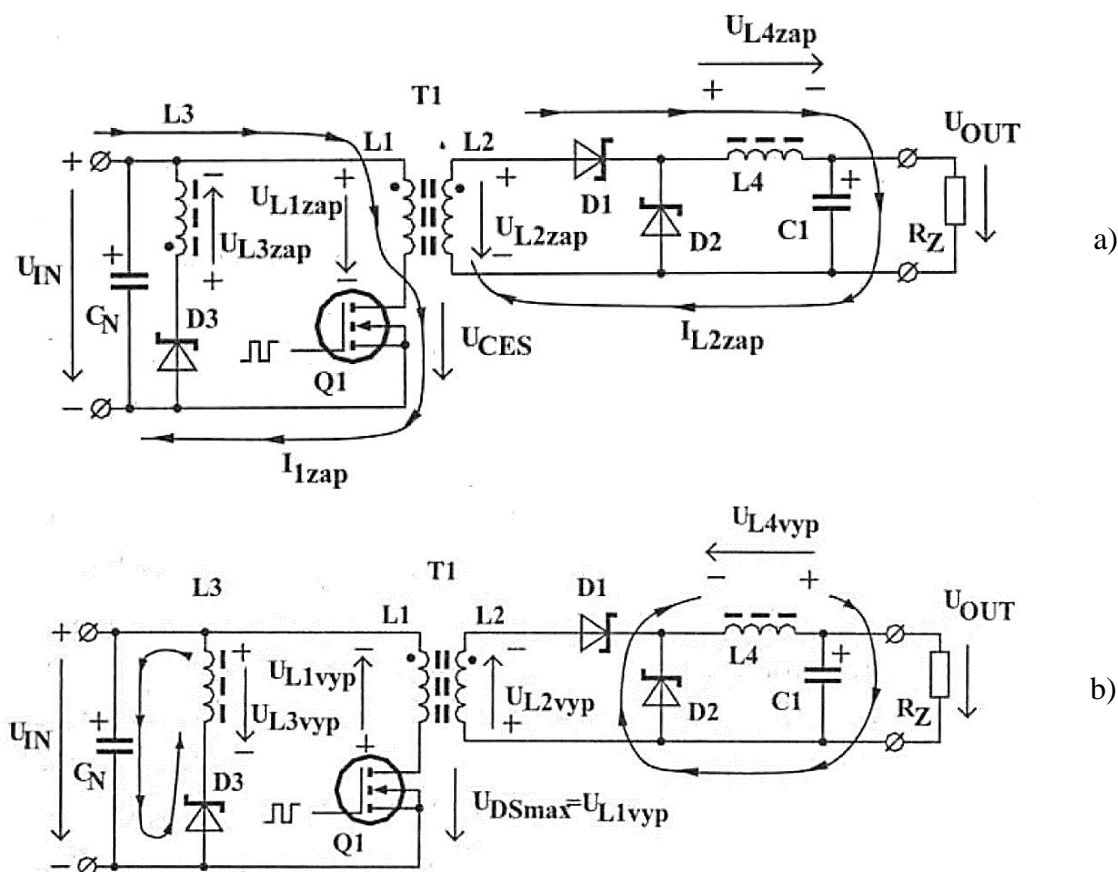 U_L4zap
+ −
T1
L3
L1
L2
U_OUT
+
−
+
+
U_L1zap
U_L3zap
U_L2zap
D1
L4
+
C1
R_Z
a)
D2
U_IN
+
C_N
+
−
−
D3
U_CES
I_L2zap
Q1
−
I_1zap
U_L4vyp
− +
T1
L3
L1
L2
D1
U_OUT
+
+
−
−
U_L1vyp
U_L3vyp
U_L2vyp
L4
+
C1
R_Z
b)
D2
U_IN
+
C_N
−
+
+
D3
U_DSmax=U_L1vyp
Q1
−